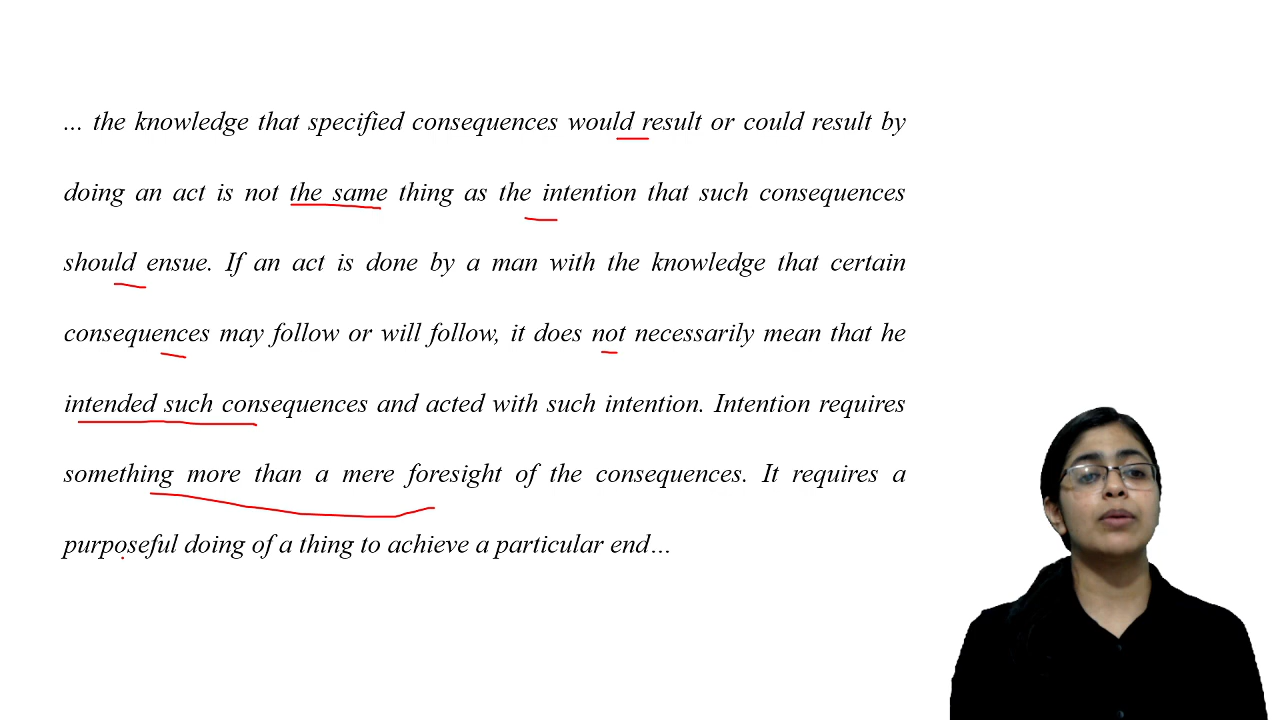 ... the knowledge that specified consequences would result or could result by
doing an act is not the same thing as the intention that such consequences
should ensue. If an act is done by a man with the knowledge that certain
consequences may follow or will follow, it does not necessarily mean that he
intended such consequences and acted with such intention. Intention requires
something more than a mere foresight of the consequences. It requires a
purposeful doing of a thing to achieve a particular end...